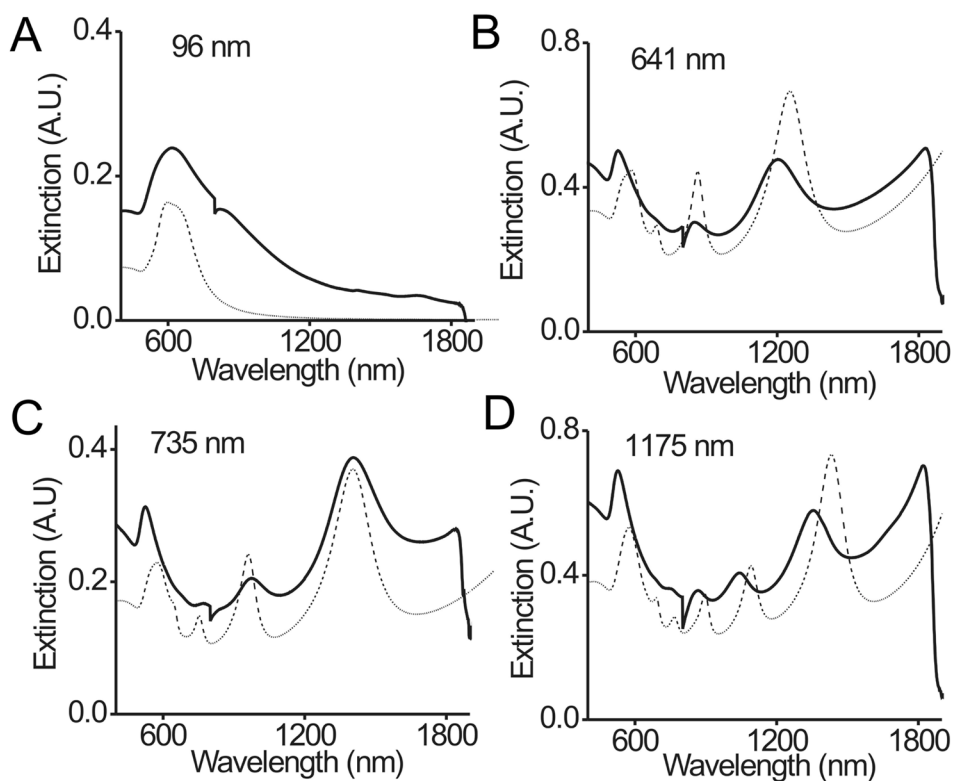 A
96 nm
0.4
0.2
0.0
Extinction (A.U.)
600
1200
1800
Wavelength (nm)
B
641 nm
0.8
0.4
0.0
Extinction (A.U.)
600
1200
1800
Wavelength (nm)
C
735 nm
0.4
0.2
0.0
Extinction (A.U)
600
1200
1800
Wavelength (nm)
D
1175 nm
0.8
0.4
0.0
Extinction (A.U.)
600
1200
1800
Wavelength (nm)